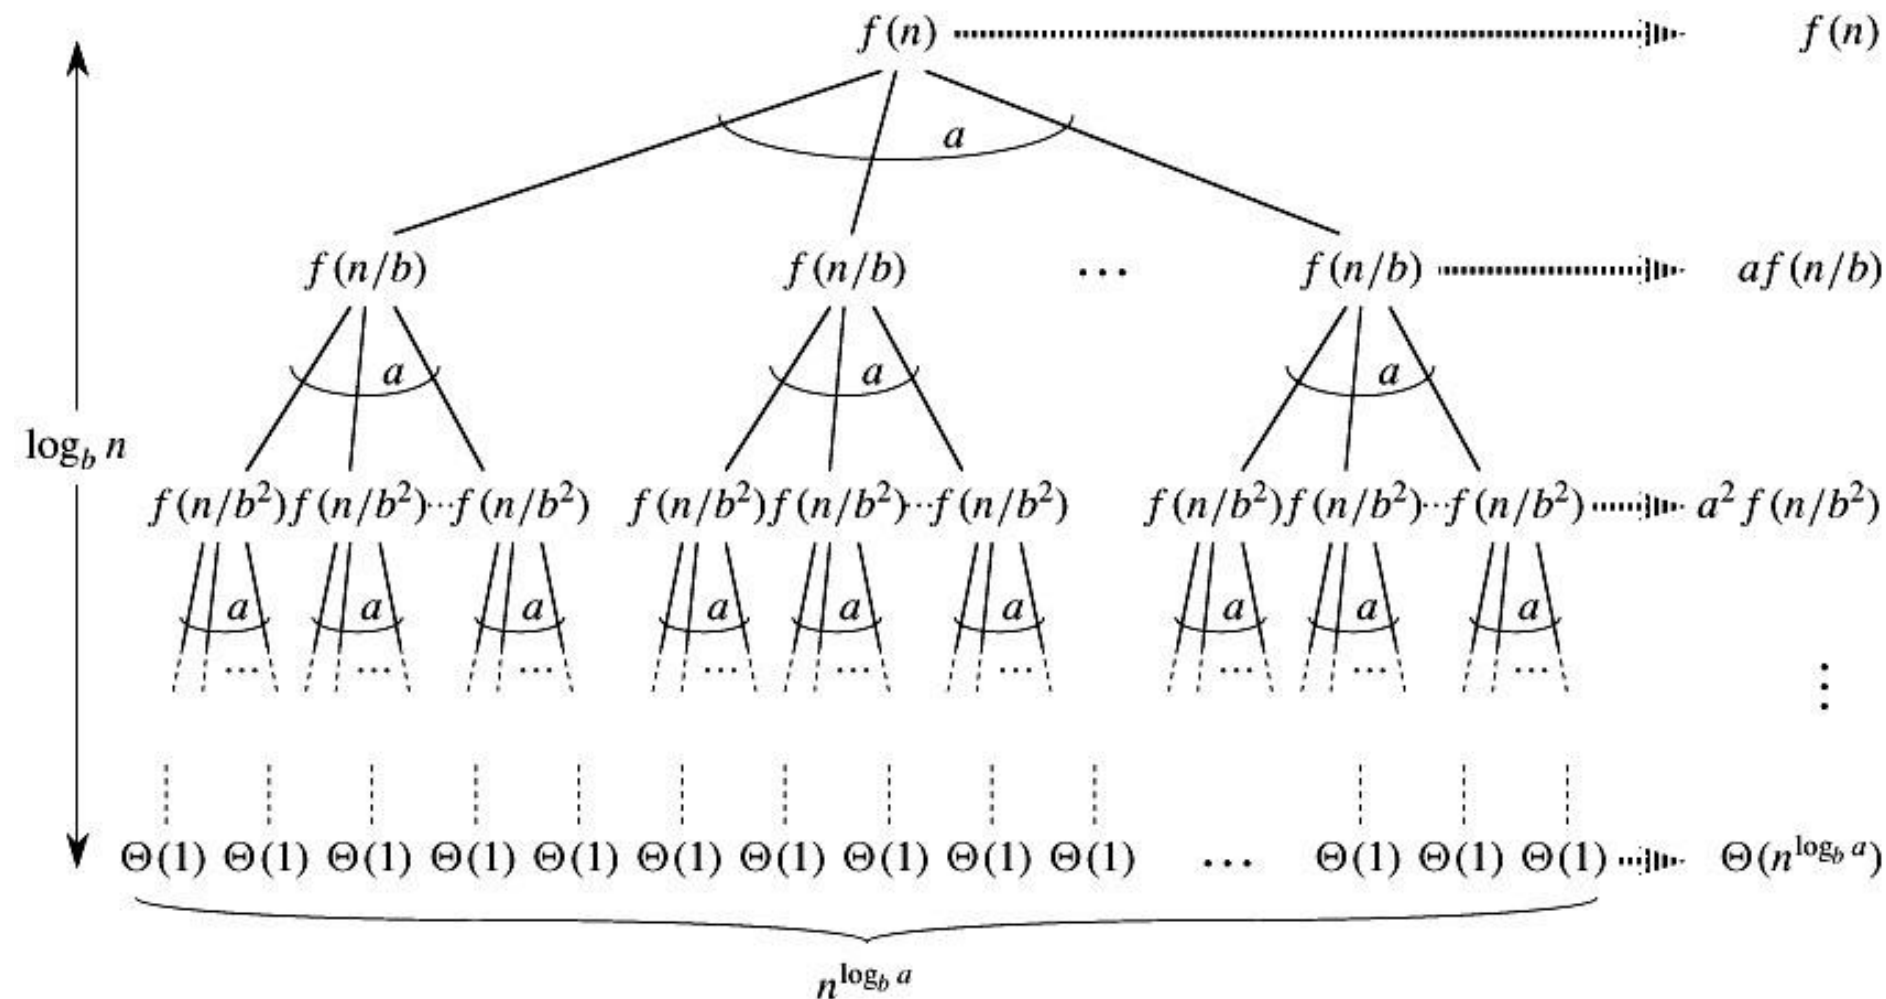 f(n) f(n)
a
f(n/b) f(n/b) ··· f(n/b) af(n/b)
a a a
log_b n
f(n/b²) f(n/b²)···f(n/b²) f(n/b²) f(n/b²)···f(n/b²) f(n/b²) f(n/b²)···f(n/b²) a² f(n/b²)
a a a a a a a a a
··· ··· ··· ··· ··· ··· ··· ··· ··· ⋮
Θ(1) Θ(1) Θ(1) Θ(1) Θ(1) Θ(1) Θ(1) Θ(1) Θ(1) Θ(1) ··· Θ(1) Θ(1) Θ(1) Θ(n^{log_b a})
n^{log_b a}